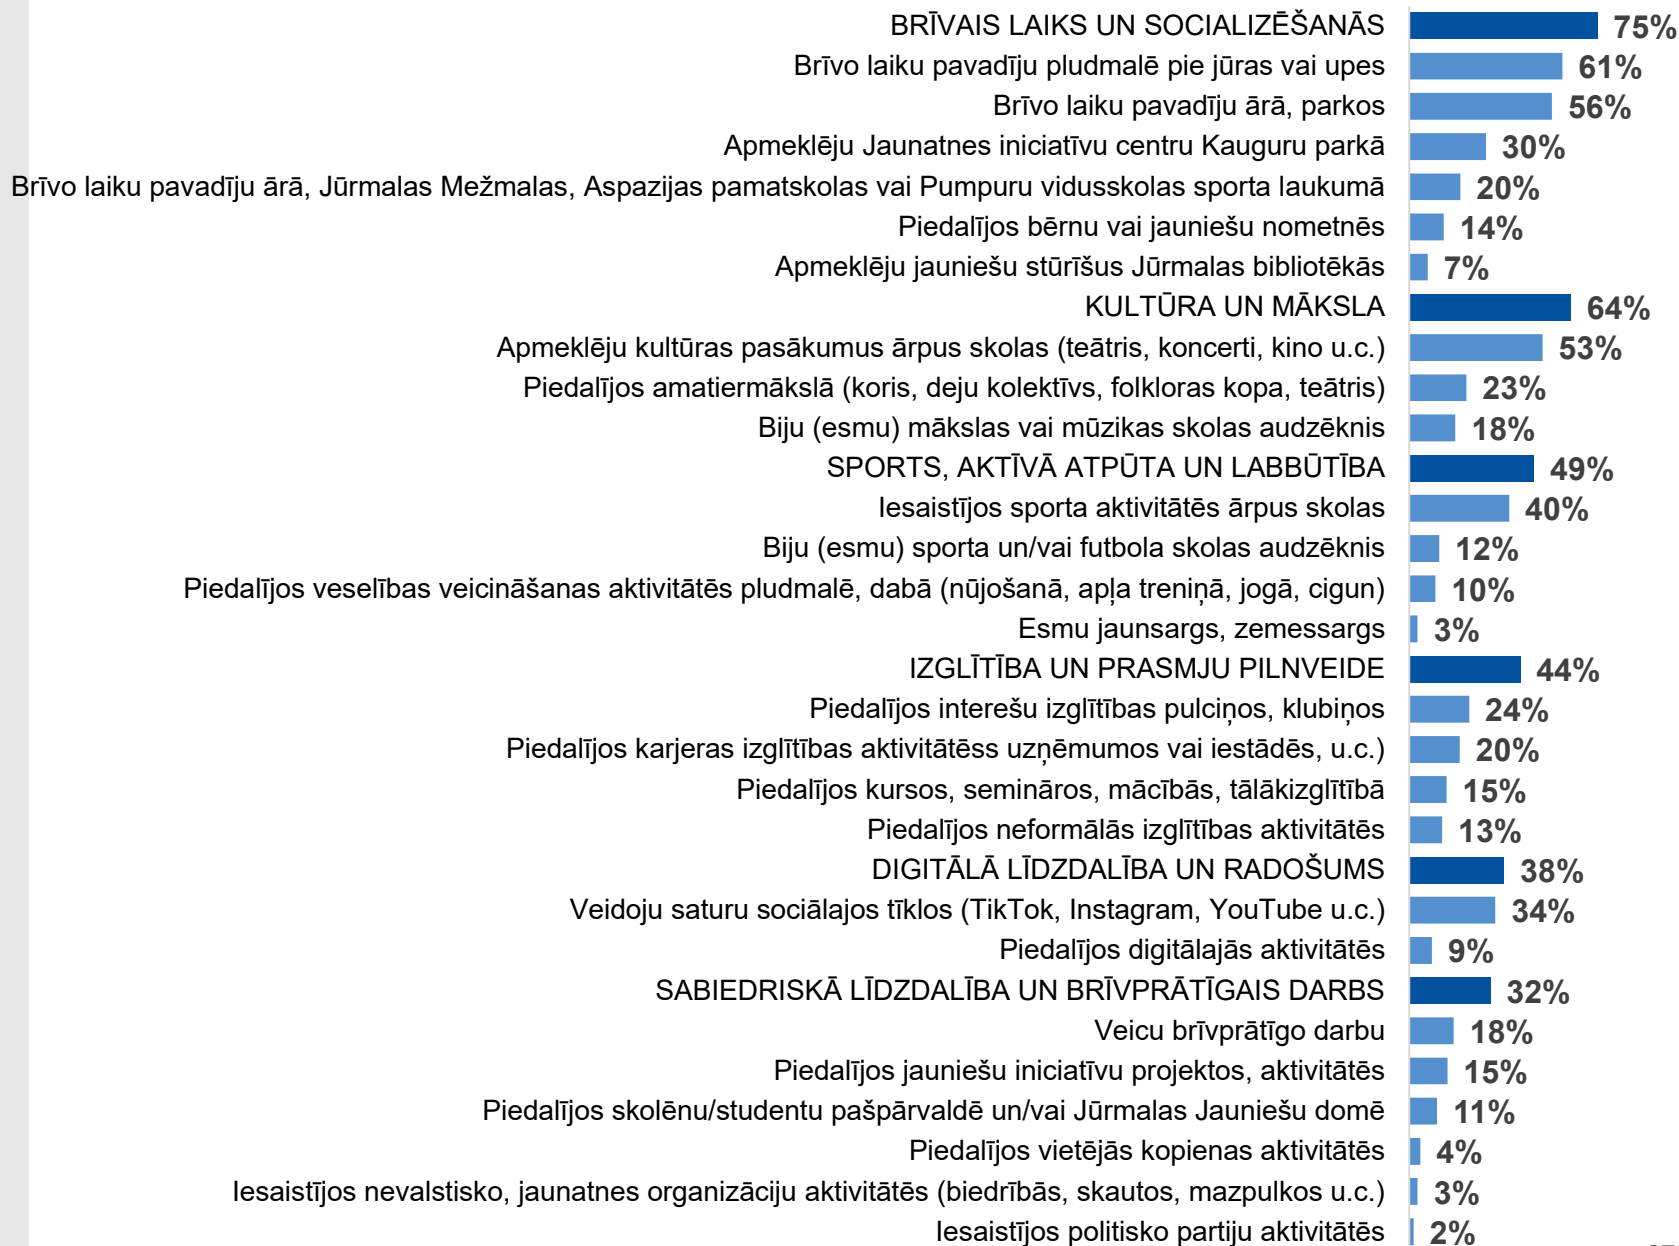 BRĪVAIS LAIKS UN SOCIALIZĒŠANĀS 75%
Brīvo laiku pavadīju pludmalē pie jūras vai upes 61%
Brīvo laiku pavadīju ārā, parkos 56%
Apmeklēju Jaunatnes iniciatīvu centru Kauguru parkā 30%
Brīvo laiku pavadīju ārā, Jūrmalas Mežmalas, Aspazijas pamatskolas vai Pumpuru vidusskolas sporta laukumā 20%
Piedalījos bērnu vai jauniešu nometnēs 14%
Apmeklēju jauniešu stūrīšus Jūrmalas bibliotēkās 7%
KULTŪRA UN MĀKSLA 64%
Apmeklēju kultūras pasākumus ārpus skolas (teātris, koncerti, kino u.c.) 53%
Piedalījos amatiermākslā (koris, deju kolektīvs, folkloras kopa, teātris) 23%
Biju (esmu) mākslas vai mūzikas skolas audzēknis 18%
SPORTS, AKTĪVĀ ATPŪTA UN LABBŪTĪBA 49%
Iesaistījos sporta aktivitātēs ārpus skolas 40%
Biju (esmu) sporta un/vai futbola skolas audzēknis 12%
Piedalījos veselības veicināšanas aktivitātēs pludmalē, dabā (nūjošanā, apļa treniņā, jogā, cigun) 10%
Esmu jaunsargs, zemessargs 3%
IZGLĪTĪBA UN PRASMJU PILNVEIDE 44%
Piedalījos interešu izglītības pulciņos, klubiņos 24%
Piedalījos karjeras izglītības aktivitātēss uzņēmumos vai iestādēs, u.c.) 20%
Piedalījos kursos, semināros, mācībās, tālākizglītībā 15%
Piedalījos neformālās izglītības aktivitātēs 13%
DIGITĀLĀ LĪDZDALĪBA UN RADOŠUMS 38%
Veidoju saturu sociālajos tīklos (TikTok, Instagram, YouTube u.c.) 34%
Piedalījos digitālajās aktivitātēs 9%
SABIEDRISKĀ LĪDZDALĪBA UN BRĪVPRĀTĪGAIS DARBS 32%
Veicu brīvprātīgo darbu 18%
Piedalījos jauniešu iniciatīvu projektos, aktivitātēs 15%
Piedalījos skolēnu/studentu pašpārvaldē un/vai Jūrmalas Jauniešu domē 11%
Piedalījos vietējās kopienas aktivitātēs 4%
Iesaistījos nevalstisko, jaunatnes organizāciju aktivitātēs (biedrībās, skautos, mazpulkos u.c.) 3%
Iesaistījos politisko partiju aktivitātēs 2%